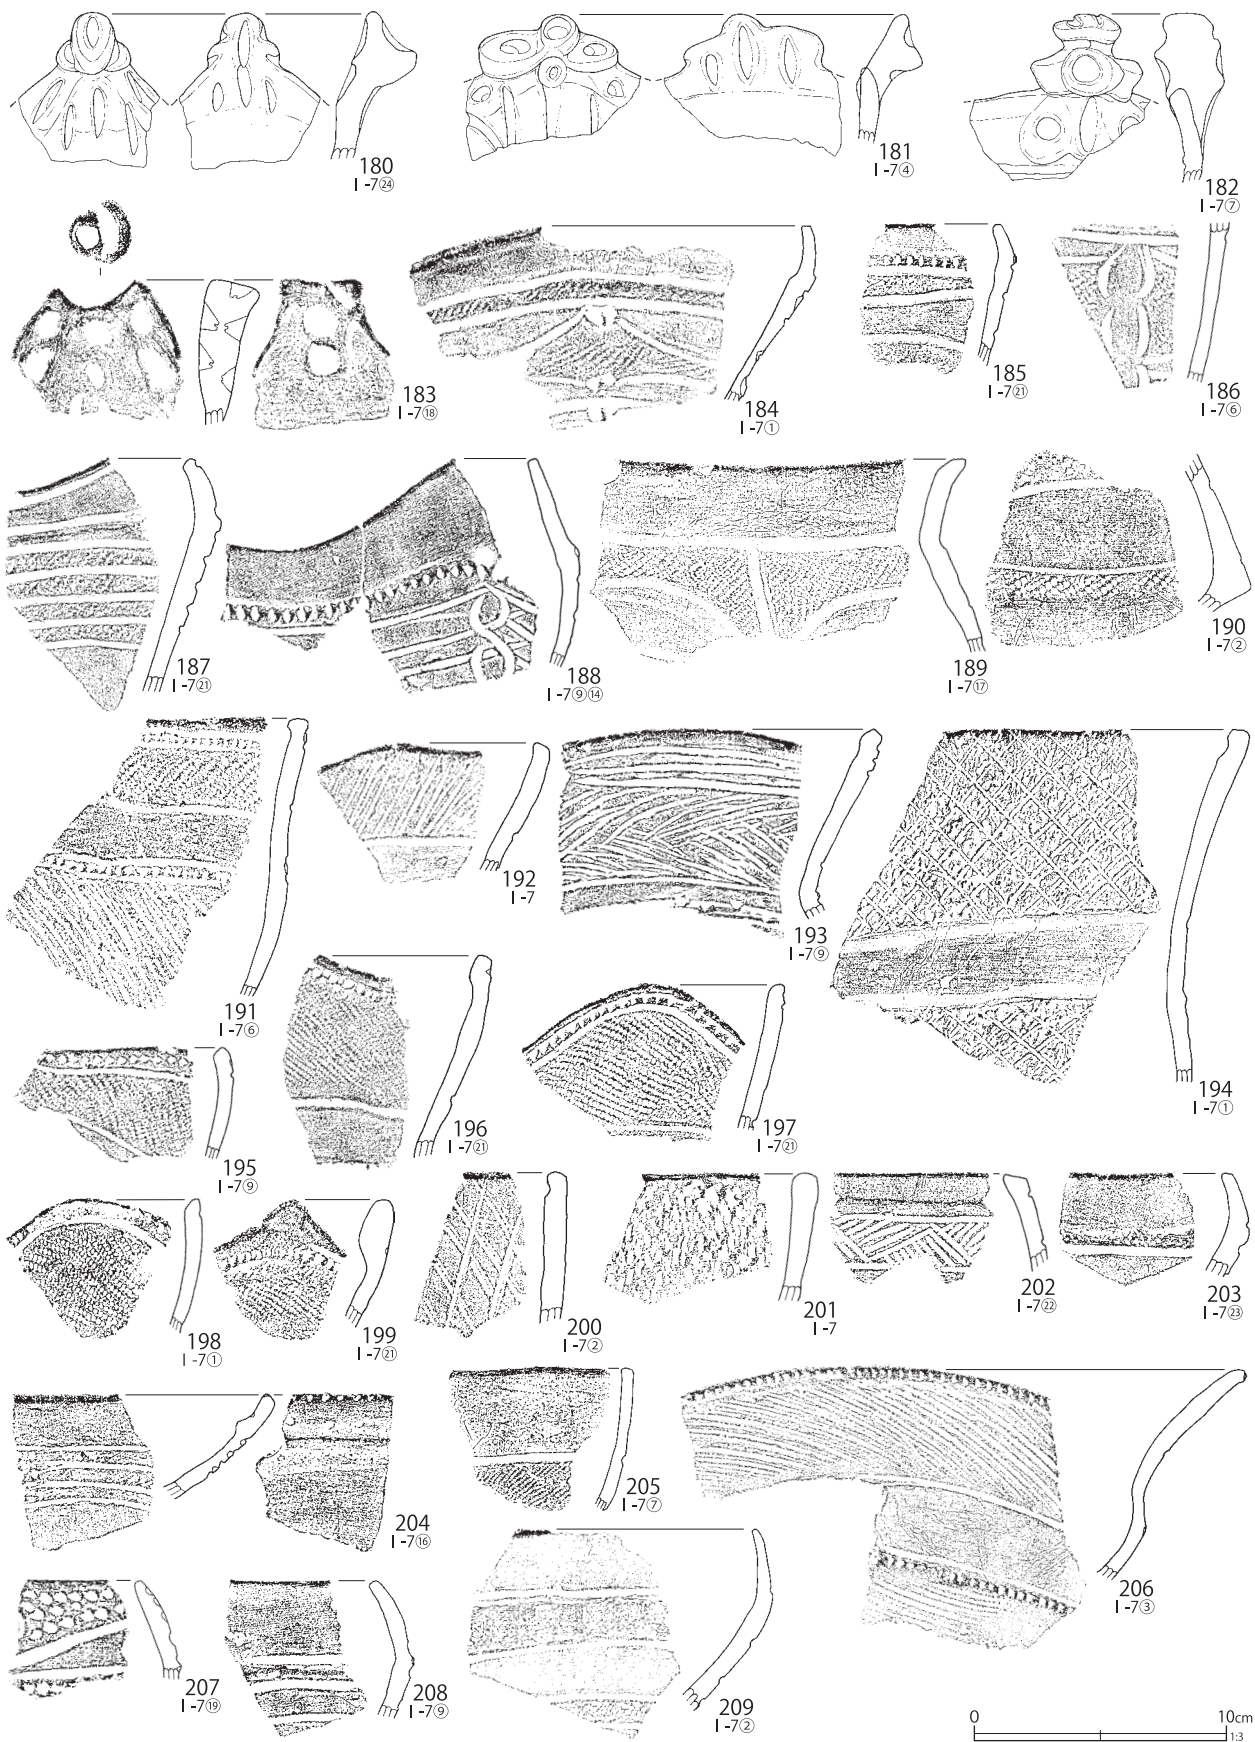 180
I -7㉔
181
I -7④
182
I -7⑦
183
I -7⑱
184
I -7①
185
I -7㉑
186
I -7⑥
187
I -7㉑
188
I -7⑨⑭
189
I -7⑰
190
I -7②
191
I -7⑥
192
I -7
193
I -7⑨
194
I -7①
195
I -7⑨
196
I -7㉑
197
I -7㉑
198
I -7①
199
I -7㉑
200
I -7②
201
I -7
202
I -7㉒
203
I -7㉓
204
I -7⑯
205
I -7⑦
206
I -7③
207
I -7⑲
208
I -7⑨
209
I -7②
0 10cm
1:3